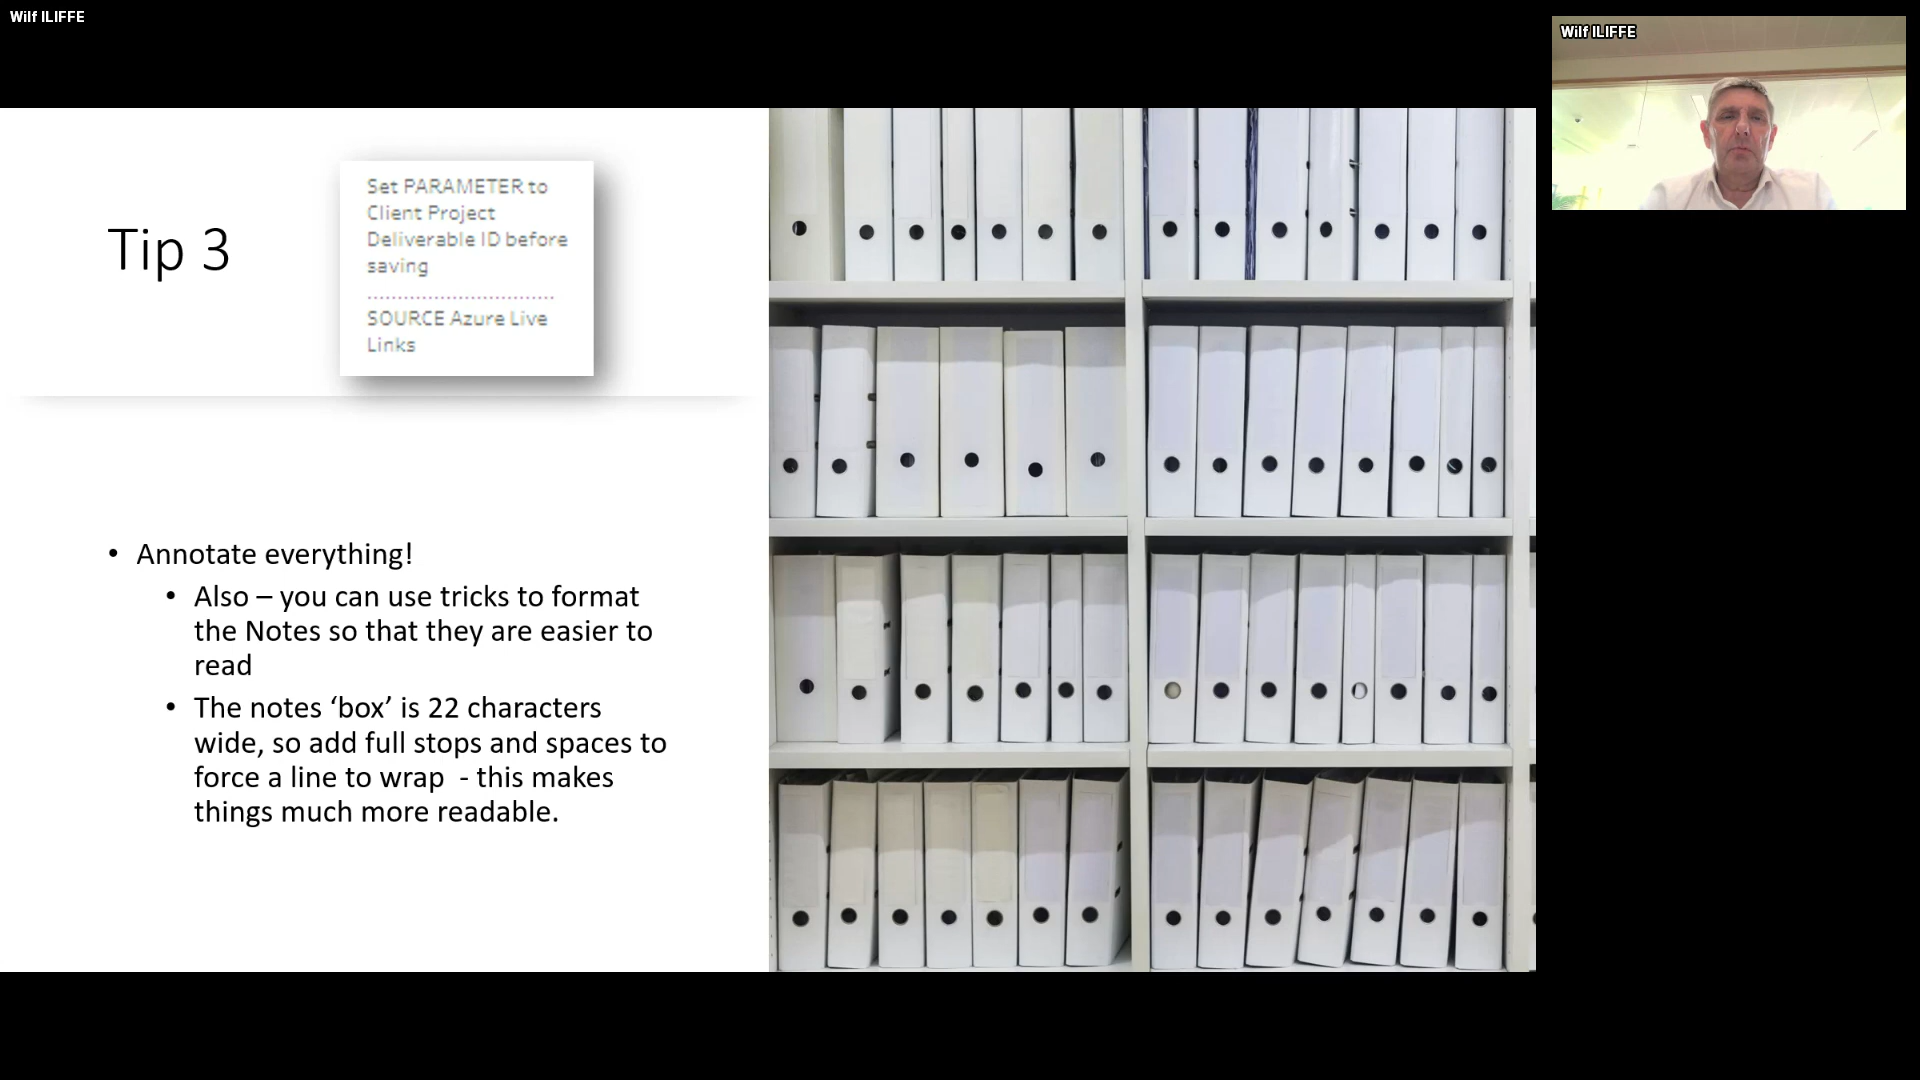 Wilf ILIFFE
Wilf ILIFFE
Tip 3
Set PARAMETER to
Client Project
Deliverable ID before
saving
...............................
SOURCE Azure Live
Links
• Annotate everything!
• Also – you can use tricks to format
the Notes so that they are easier to
read
• The notes ‘box’ is 22 characters
wide, so add full stops and spaces to
force a line to wrap  - this makes
things much more readable.